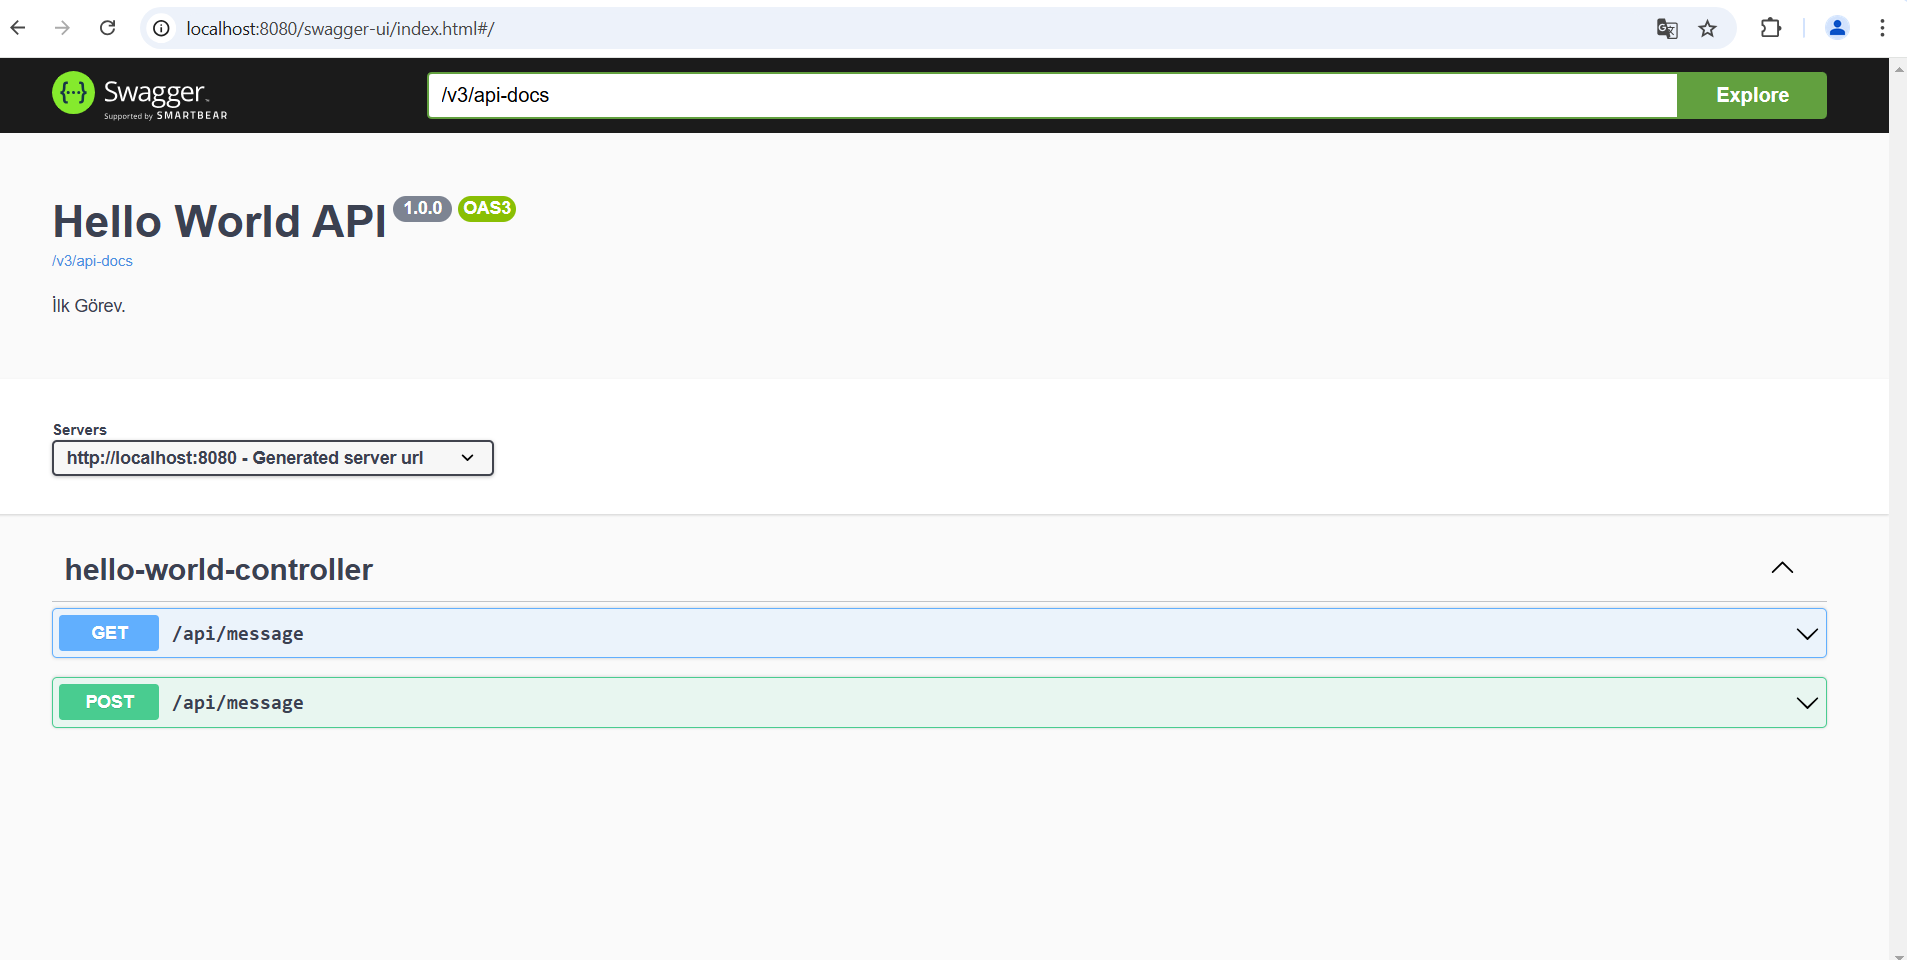 localhost:8080/swagger-ui/index.html#/
{···} Swagger™
Supported by SMARTBEAR
/v3/api-docs
Explore
Hello World API 1.0.0 OAS3
/v3/api-docs
İlk Görev.
Servers
http://localhost:8080 - Generated server url
hello-world-controller
GET /api/message
POST /api/message